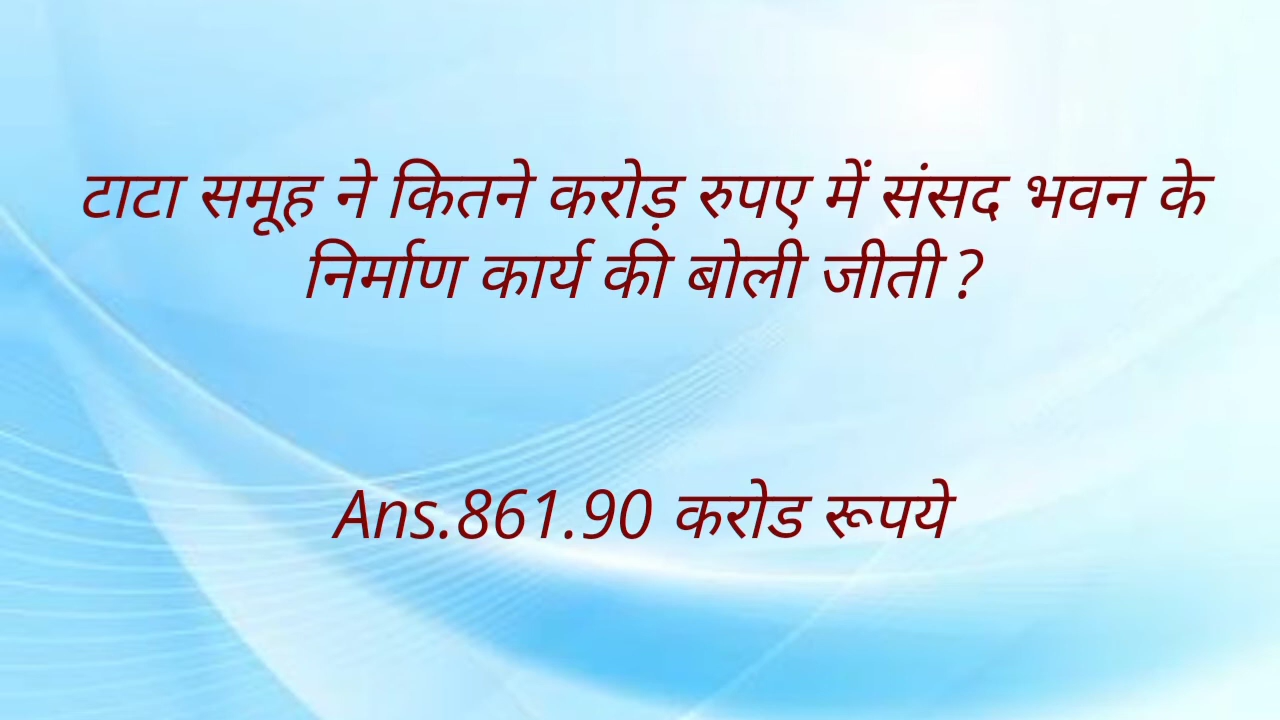 टाटा समूह ने कितने करोड़ रुपए में संसद भवन के
निर्माण कार्य की बोली जीती ?
Ans.861.90 करोड रूपये